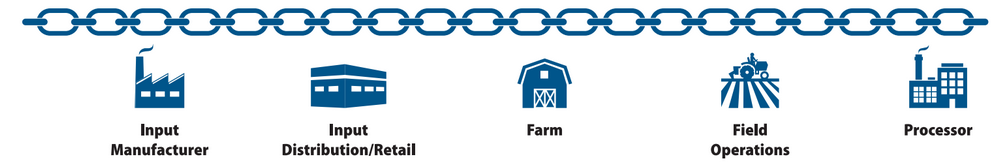 Input
Manufacturer
Input
Distribution/Retail
Farm
Field
Operations
Processor